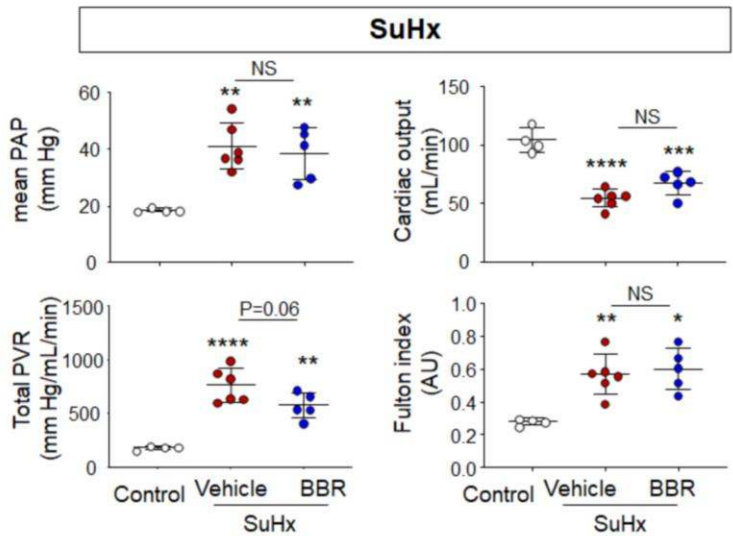 SuHx
mean PAP
(mm Hg)
60
40
20
0
**
NS
**
Cardiac output
(mL/min)
150
100
50
0
****
NS
***
Total PVR
(mm Hg/mL/min)
1500
1000
500
0
****
P=0.06
**
Control
Vehicle
BBR
SuHx
Fulton index
(AU)
1.0
0.8
0.6
0.4
0.2
0.0
**
NS
*
Control
Vehicle
BBR
SuHx